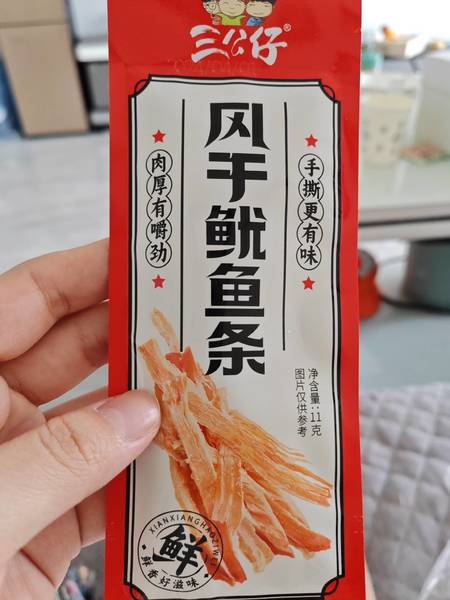 三公仔®
风干鱿鱼条
肉厚有嚼劲
手撕更有味
净含量:11克
图片仅供参考
XIANXIANGHAOZIWEI
鲜
鲜香好滋味